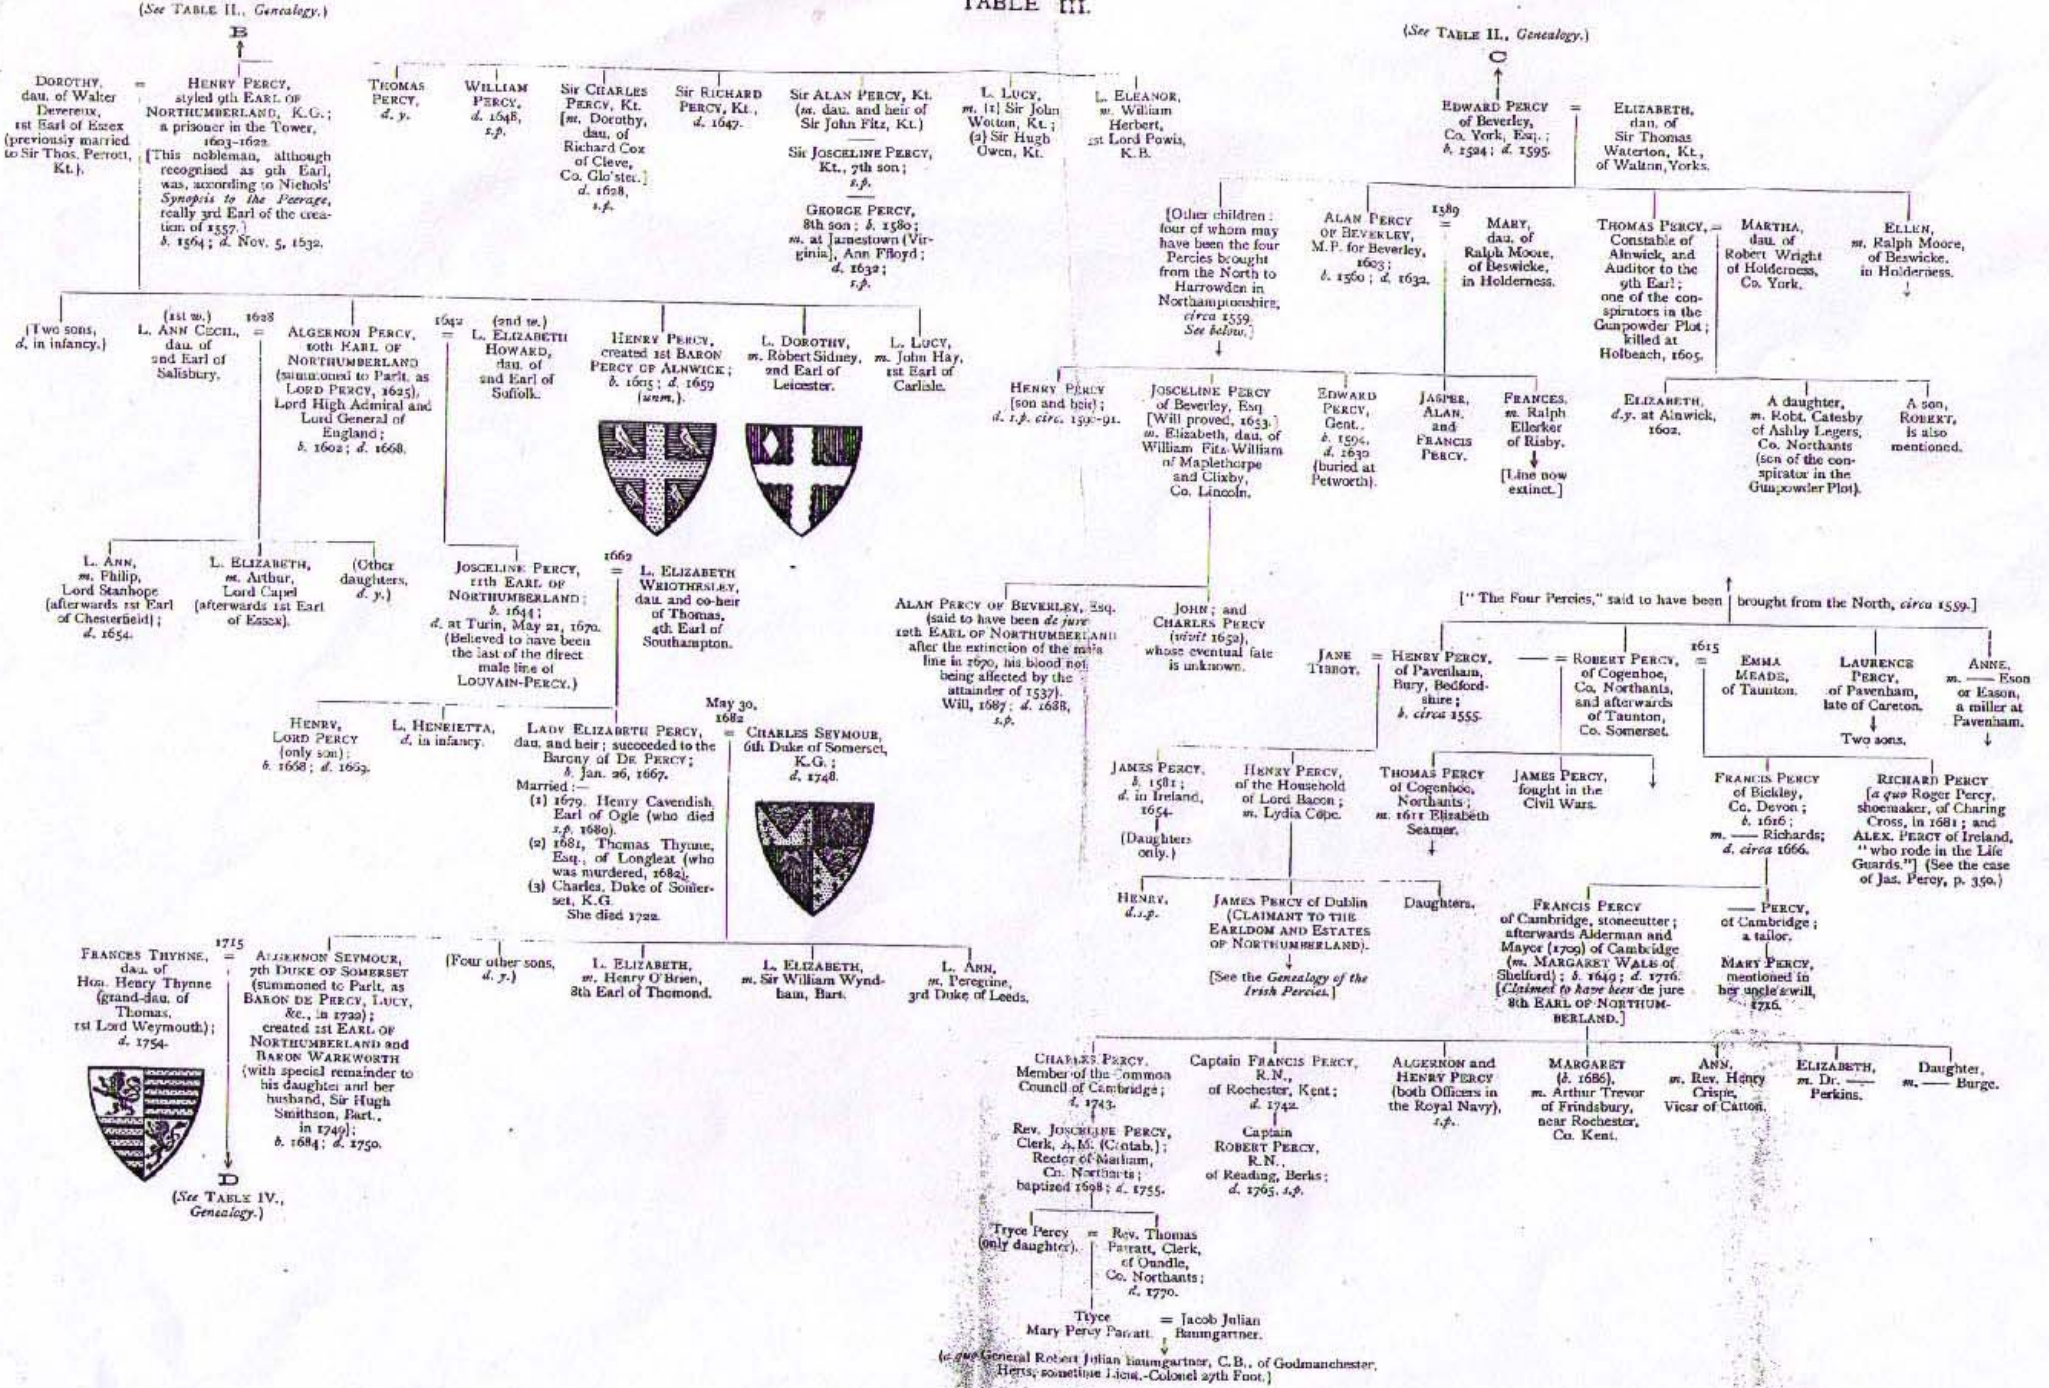 TABLE III.
(See TABLE II., Genealogy.)
B
DOROTHY,
dau. of Walter
Devereux,
1st Earl of Essex
(previously married
to Sir Thos. Perrott,
Kt.).
=
HENRY PERCY,
styled 9th EARL OF
NORTHUMBERLAND, K.G.;
a prisoner in the Tower,
1603-1622.
[This nobleman, although
recognised as 9th Earl,
was, according to Nichols'
Synopsis to the Peerage,
really 3rd Earl of the crea-
tion of 1557.]
b. 1564; d. Nov. 5, 1632.
THOMAS
PERCY,
d. y.
WILLIAM
PERCY,
d. 1648,
s.p.
Sir CHARLES
PERCY, Kt.
[m. Dorothy,
dau. of
Richard Cox
of Cleve,
Co. Glo'ster.]
d. 1628,
s.p.
Sir RICHARD
PERCY, Kt.,
d. 1647.
Sir ALAN PERCY, Kt.
(m. dau. and heir of
Sir John Fitz, Kt.)
Sir JOSCELINE PERCY,
Kt., 7th son;
s.p.
GEORGE PERCY,
8th son; b. 1580;
m. at Jamestown (Vir-
ginia), Ann Ffloyd;
d. 1632;
s.p.
L. LUCY,
m. (1) Sir John
Wotton, Kt.;
(2) Sir Hugh
Owen, Kt.
L. ELEANOR,
m. William
Herbert,
1st Lord Powis,
K.B.
(See TABLE II., Genealogy.)
C
EDWARD PERCY
of Beverley,
Co. York, Esq.;
b. 1524; d. 1595.
=
ELIZABETH,
dau. of
Sir Thomas
Waterton, Kt.,
of Walton, Yorks.
[Other children:
four of whom may
have been the four
Percies brought
from the North to
Harrowden in
Northamptonshire,
circa 1559.
See below.]
ALAN PERCY
OF BEVERLEY,
M.P. for Beverley,
1603;
b. 1560; d. 1632.
1589
=
MARY,
dau. of
Ralph Moore,
of Beswicke,
in Holderness.
THOMAS PERCY,
Constable of
Alnwick, and
Auditor to the
9th Earl;
one of the con-
spirators in the
Gunpowder Plot;
killed at
Holbeach, 1605.
=
MARTHA,
dau. of
Robert Wright
of Holderness,
Co. York.
ELLEN,
m. Ralph Moore,
of Beswicke,
in Holderness.
(Two sons,
d. in infancy.)
(1st w.)
L. ANN CECIL,
dau. of
2nd Earl of
Salisbury.
1628
=
ALGERNON PERCY,
10th EARL OF
NORTHUMBERLAND
(summoned to Parlt. as
LORD PERCY, 1625),
Lord High Admiral and
Lord General of
England;
b. 1602; d. 1668.
1642
=
(2nd w.)
L. ELIZABETH
HOWARD,
dau. of
2nd Earl of
Suffolk.
HENRY PERCY,
created 1st BARON
PERCY OF ALNWICK;
b. 1605; d. 1659
(unm.).
L. DOROTHY,
m. Robert Sidney,
2nd Earl of
Leicester.
L. LUCY,
m. John Hay,
1st Earl of
Carlisle.
HENRY PERCY
[son and heir];
d. s.p. circ. 1590-91.
JOSCELINE PERCY
of Beverley, Esq
[Will proved, 1653.]
m. Elizabeth, dau. of
William Fitz-William
of Maplethorpe
and Clixby,
Co. Lincoln.
EDWARD
PERCY,
Gent.,
b. 1594,
d. 1630
(buried at
Petworth).
JASPER,
ALAN,
and
FRANCIS
PERCY.
FRANCES,
m. Ralph
Ellerker
of Risby.
[Line now
extinct.]
ELIZABETH,
d.y. at Alnwick,
1602.
A daughter,
m. Robt. Catesby
of Ashby Legers,
Co. Northants
(son of the con-
spirator in the
Gunpowder Plot).
A son,
ROBERT,
is also
mentioned.
L. ANN,
m. Philip,
Lord Stanhope
(afterwards 1st Earl
of Chesterfield);
d. 1654.
L. ELIZABETH,
m. Arthur,
Lord Capel
(afterwards 1st Earl
of Essex).
(Other
daughters,
d. y.)
JOSCELINE PERCY,
11th EARL OF
NORTHUMBERLAND;
b. 1644;
d. at Turin, May 21, 1670.
(Believed to have been
the last of the direct
male line of
LOUVAIN-PERCY.)
1662
=
L. ELIZABETH
WRIOTHESLEY,
dau. and co-heir
of Thomas,
4th Earl of
Southampton.
ALAN PERCY OF BEVERLEY, Esq.
(said to have been de jure
12th EARL OF NORTHUMBERLAND
after the extinction of the main
line in 1670, his blood not
being affected by the
attainder of 1537).
Will, 1687; d. 1688,
s.p.
JOHN; and
CHARLES PERCY
(vivit 1652),
whose eventual fate
is unknown.
["The Four Percies," said to have been brought from the North, circa 1559.]
JANE
TIBBOT.
=
HENRY PERCY,
of Pavenham,
Bury, Bedford-
shire;
b. circa 1555.
—— =
ROBERT PERCY,
of Cogenhoe,
Co. Northants,
and afterwards
of Taunton,
Co. Somerset.
1615
=
EMMA
MEADE,
of Taunton.
LAURENCE
PERCY,
of Pavenham,
late of Careton.
Two sons.
ANNE,
m. —— Eson
or Eason,
a miller at
Pavenham.
HENRY,
LORD PERCY
(only son);
b. 1668; d. 1669.
L. HENRIETTA,
d. in infancy.
LADY ELIZABETH PERCY,
dau. and heir; succeeded to the
Barony of DE PERCY;
b. Jan. 26, 1667.
Married:—
(1) 1679, Henry Cavendish,
Earl of Ogle (who died
s.p. 1680).
(2) 1681, Thomas Thynne,
Esq., of Longleat (who
was murdered, 1682).
(3) Charles, Duke of Somer-
set, K.G.
She died 1722.
May 30,
1682
=
CHARLES SEYMOUR,
6th Duke of Somerset,
K.G.;
d. 1748.
JAMES PERCY,
b. 1581;
d. in Ireland,
1654.
(Daughters
only.)
HENRY PERCY,
of the Household
of Lord Bacon;
m. Lydia Cope.
THOMAS PERCY
of Cogenhoe,
Northants;
m. 1611 Elizabeth
Seamer.
JAMES PERCY,
fought in the
Civil Wars.
FRANCIS PERCY
of Bickley,
Co. Devon;
b. 1616;
m. —— Richards;
d. circa 1666.
RICHARD PERCY
[a quo Roger Percy,
shoemaker, of Charing
Cross, in 1681; and
ALEX. PERCY of Ireland,
"who rode in the Life
Guards."] (See the case
of Jas. Percy, p. 350.)
HENRY,
d.s.p.
JAMES PERCY of Dublin
(CLAIMANT TO THE
EARLDOM AND ESTATES
OF NORTHUMBERLAND).
[See the Genealogy of the
Irish Percies.]
Daughters.
FRANCIS PERCY
of Cambridge, stonecutter;
afterwards Alderman and
Mayor (1709) of Cambridge
(m. MARGARET WALE of
Shelford); b. 1649; d. 1716.
[Claimed to have been de jure
8th EARL OF NORTHUM-
BERLAND.]
—— PERCY,
of Cambridge;
a tailor.
MARY PERCY,
mentioned in
her uncle's will,
1716.
FRANCES THYNNE,
dau. of
Hon. Henry Thynne
(grand-dau. of
Thomas,
1st Lord Weymouth);
d. 1754.
1715
=
ALGERNON SEYMOUR,
7th DUKE OF SOMERSET
(summoned to Parlt. as
BARON DE PERCY, LUCY,
&c., in 1722);
created 1st EARL OF
NORTHUMBERLAND and
BARON WARKWORTH
(with special remainder to
his daughter and her
husband, Sir Hugh
Smithson, Bart.,
in 1749);
b. 1684; d. 1750.
(Four other sons,
d. y.)
L. ELIZABETH,
m. Henry O'Brien,
8th Earl of Thomond.
L. ELIZABETH,
m. Sir William Wynd-
ham, Bart.
L. ANN,
m. Peregrine,
3rd Duke of Leeds.
D
(See TABLE IV.,
Genealogy.)
CHARLES PERCY,
Member of the Common
Council of Cambridge;
d. 1743.
Rev. JOSCELINE PERCY,
Clerk, A.M. (Cantab.);
Rector of Marham,
Co. Northants;
baptized 1698; d. 1755.
Captain FRANCIS PERCY,
R.N.,
of Rochester, Kent;
d. 1742.
Captain
ROBERT PERCY,
R.N.,
of Reading, Berks;
d. 1765, s.p.
ALGERNON and
HENRY PERCY
(both Officers in
the Royal Navy),
s.p.
MARGARET
(b. 1686),
m. Arthur Trevor
of Frindsbury,
near Rochester,
Co. Kent.
ANN,
m. Rev. Henry
Crispe,
Vicar of Catton.
ELIZABETH,
m. Dr. ——
Perkins.
Daughter,
m. —— Burge.
Tryce Percy
(only daughter).
=
Rev. Thomas
Parratt, Clerk,
of Oundle,
Co. Northants;
d. 1770.
Tryce
Mary Percy Parratt.
=
Jacob Julian
Baumgartner.
(a quo General Robert Julian Baumgartner, C.B., of Godmanchester,
Herts, sometime Lieut.-Colonel 27th Foot.)